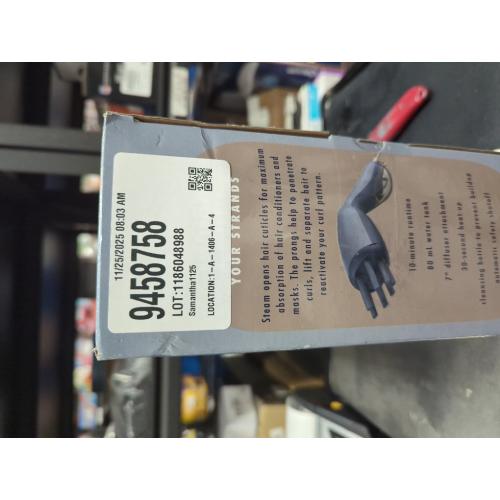 11/25/2025 08:03 AM
9458758
LOT:1186048988
Samantha1125
LOCATION:1-A-1406-A-4
YOUR STRANDS
Steam opens hair cuticles for maximum
absorption of hair conditioners and
masks. The prongs help to penetrate
curls, lift and separate hair to
reactivate your curl pattern.
10-minute runtime
80 ml water tank
7" diffuser attachment
30-second heat up
cleansing bottle to prevent buildup
automatic safety shutoff